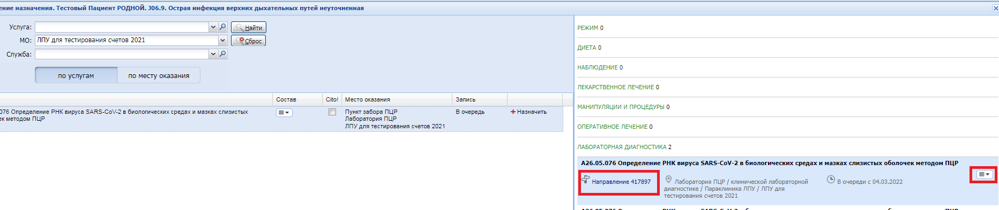 ение назначения. Тестовый Пациент РОДНОЙ. J06.9. Острая инфекция верхних дыхательных путей неуточненная
Услуга:
Найти
МО:
ЛПУ для тестирования счетов 2021
Сброс
Служба:
по услугам
по месту оказания
Состав
Cito!
Место оказания
Запись
076 Определение РНК вируса SARS-CoV-2 в биологических средах и мазках слизистых
ек методом ПЦР
Пункт забора ПЦР
Лаборатория ПЦР
ЛПУ для тестирования счетов 2021
В очередь
Назначить
РЕЖИМ 0
ДИЕТА 0
НАБЛЮДЕНИЕ 0
ЛЕКАРСТВЕННОЕ ЛЕЧЕНИЕ 0
МАНИПУЛЯЦИИ И ПРОЦЕДУРЫ 0
ОПЕРАТИВНОЕ ЛЕЧЕНИЕ 0
ЛАБОРАТОРНАЯ ДИАГНОСТИКА 2
A26.05.076 Определение РНК вируса SARS-CoV-2 в биологических средах и мазках слизистых оболочек методом ПЦР
Направление 417897
Лаборатория ПЦР / клинической лабораторной
диагностике / Параклиника ЛПУ / ЛПУ для
тестирования счетов 2021
В очереди с 04.03.2022